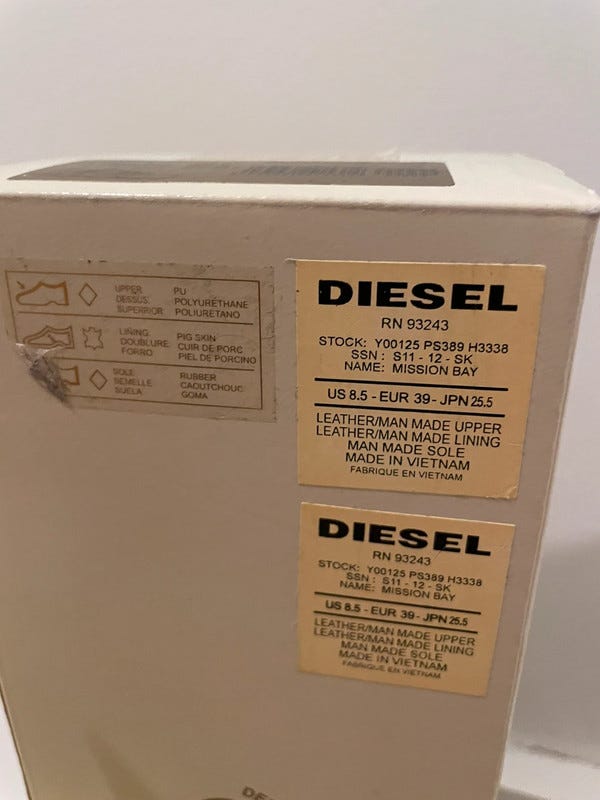 UPPER PU
DESSUS. POLYURETHANE
SUPERIOR POLIURETANO
LINING. PIG SKIN
DOUBLURE. CUIR DE PORC
FORRO PIEL DE PORCINO
SOLE RUBBER
SEMELLE CAOUTCHOUC
SUELA GOMA
DIESEL
RN 93243
STOCK: Y00125 PS389 H3338
SSN : S11 - 12 - SK
NAME: MISSION BAY
US 8.5 - EUR 39 - JPN 25.5
LEATHER/MAN MADE UPPER
LEATHER/MAN MADE LINING
MAN MADE SOLE
MADE IN VIETNAM
FABRIQUE EN VIETNAM
DIESEL
RN 93243
STOCK: Y00125 PS389 H3338
SSN : S11 - 12 - SK
NAME: MISSION BAY
US 8.5 - EUR 39 - JPN 25.5
LEATHER/MAN MADE UPPER
LEATHER/MAN MADE LINING
MAN MADE SOLE
MADE IN VIETNAM
FABRIQUE EN VIETNAM